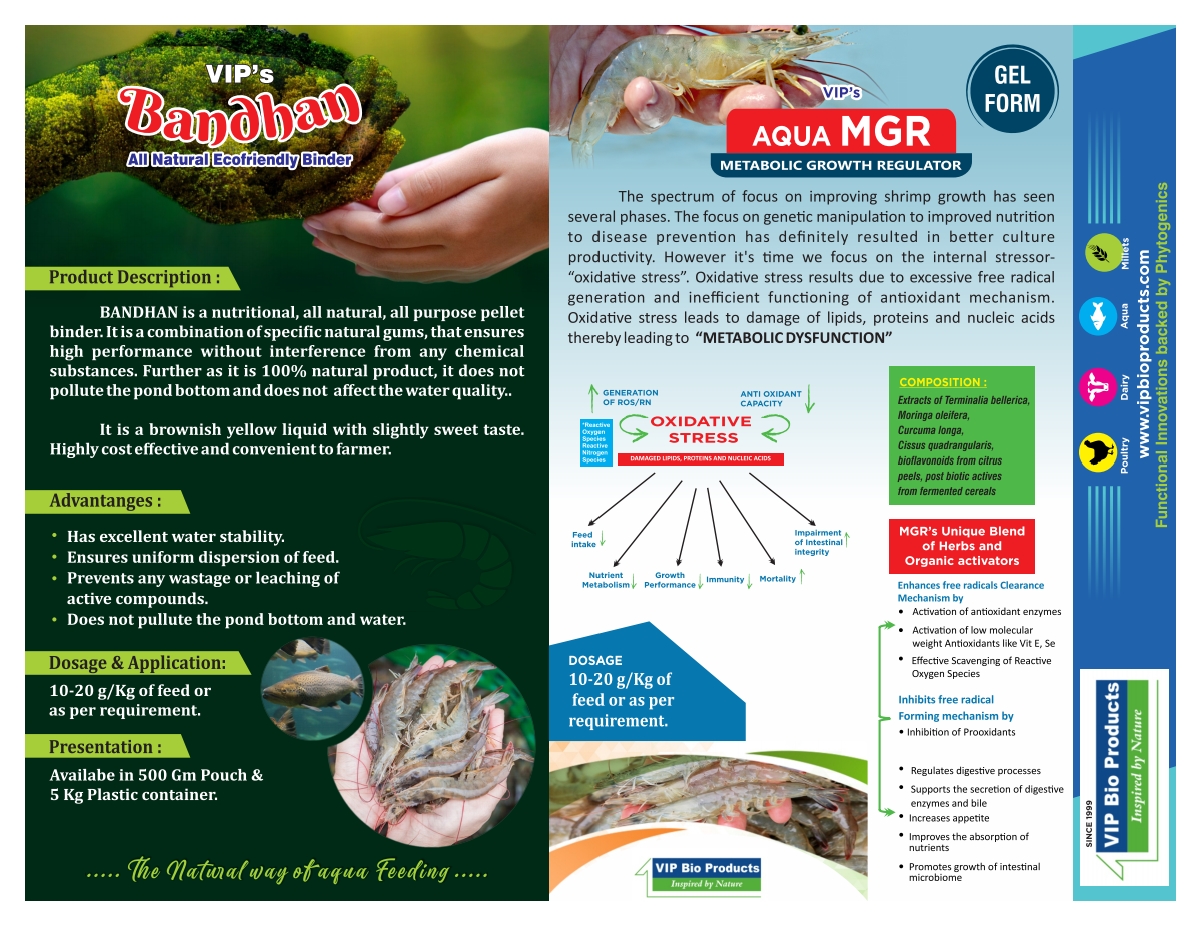 VIP's
Bandhan
All Natural Ecofriendly Binder
Product Description :
BANDHAN is a nutritional, all natural, all purpose pellet
binder. It is a combination of specific natural gums, that ensures
high performance without interference from any chemical
substances. Further as it is 100% natural product, it does not
pollute the pond bottom and does not affect the water quality..
It is a brownish yellow liquid with slightly sweet taste.
Highly cost effective and convenient to farmer.
Advantanges :
• Has excellent water stability.
• Ensures uniform dispersion of feed.
• Prevents any wastage or leaching of
active compounds.
• Does not pullute the pond bottom and water.
Dosage & Application:
10-20 g/Kg of feed or
as per requirement.
Presentation :
Availabe in 500 Gm Pouch &
5 Kg Plastic container.
..... The Natural way of aqua Feeding .....
VIP's
AQUA MGR
METABOLIC GROWTH REGULATOR
GEL
FORM
The spectrum of focus on improving shrimp growth has seen
several phases. The focus on genetic manipulation to improved nutrition
to disease prevention has definitely resulted in better culture
productivity. However it's time we focus on the internal stressor-
“oxidative stress”. Oxidative stress results due to excessive free radical
generation and inefficient functioning of antioxidant mechanism.
Oxidative stress leads to damage of lipids, proteins and nucleic acids
thereby leading to “METABOLIC DYSFUNCTION”
GENERATION
OF ROS/RN
ANTI OXIDANT
CAPACITY
*Reactive
Oxygen
Species
Reactive
Nitrogen
Species
OXIDATIVE
STRESS
DAMAGED LIPIDS, PROTEINS AND NUCLEIC ACIDS
Feed
intake
Nutrient
Metabolism
Growth
Performance
Immunity
Mortality
Impairment
of Intestinal
integrity
COMPOSITION :
Extracts of Terminalia bellerica,
Moringa oleifera,
Curcuma longa,
Cissus quadrangularis,
bioflavonoids from citrus
peels, post biotic actives
from fermented cereals
MGR's Unique Blend
of Herbs and
Organic activators
Enhances free radicals Clearance
Mechanism by
• Activation of antioxidant enzymes
• Activation of low molecular
weight Antioxidants like Vit E, Se
• Effective Scavenging of Reactive
Oxygen Species
Inhibits free radical
Forming mechanism by
• Inhibition of Prooxidants
• Regulates digestive processes
• Supports the secretion of digestive
enzymes and bile
• Increases appetite
• Improves the absorption of
nutrients
• Promotes growth of intestinal
microbiome
DOSAGE
10-20 g/Kg of
feed or as per
requirement.
VIP Bio Products
Inspired by Nature
Poultry
Dairy
Aqua
Millets
www.vipbioproducts.com
Functional Innovations backed by Phytogenics
SINCE 1999
VIP Bio Products
Inspired by Nature